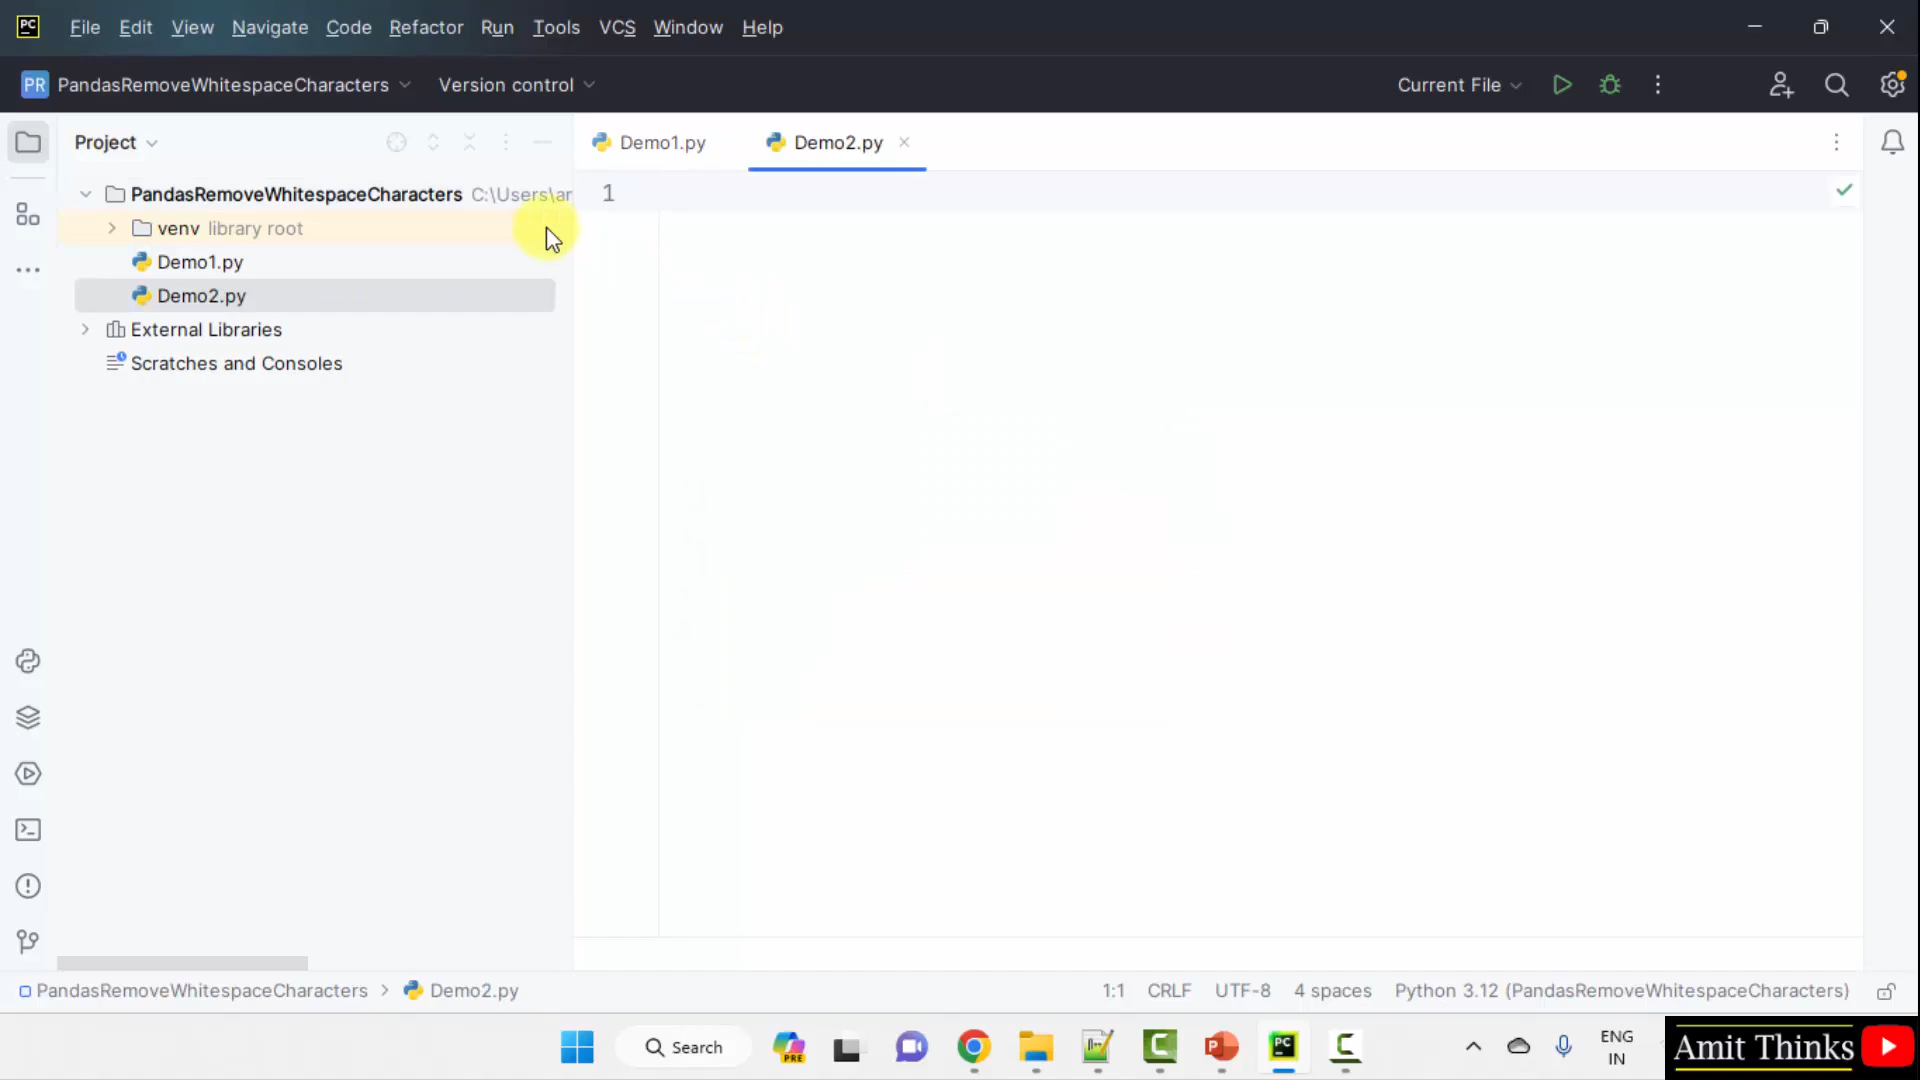 PC File Edit View Navigate Code Refactor Run Tools VCS Window Help
PR PandasRemoveWhitespaceCharacters Version control Current File
Project Demo1.py Demo2.py
PandasRemoveWhitespaceCharacters C:\Users\ar 1
venv library root
Demo1.py
Demo2.py
External Libraries
Scratches and Consoles
PandasRemoveWhitespaceCharacters > Demo2.py 1:1 CRLF UTF-8 4 spaces Python 3.12 (PandasRemoveWhitespaceCharacters)
Search PRE PC ENG
IN
Amit Thinks